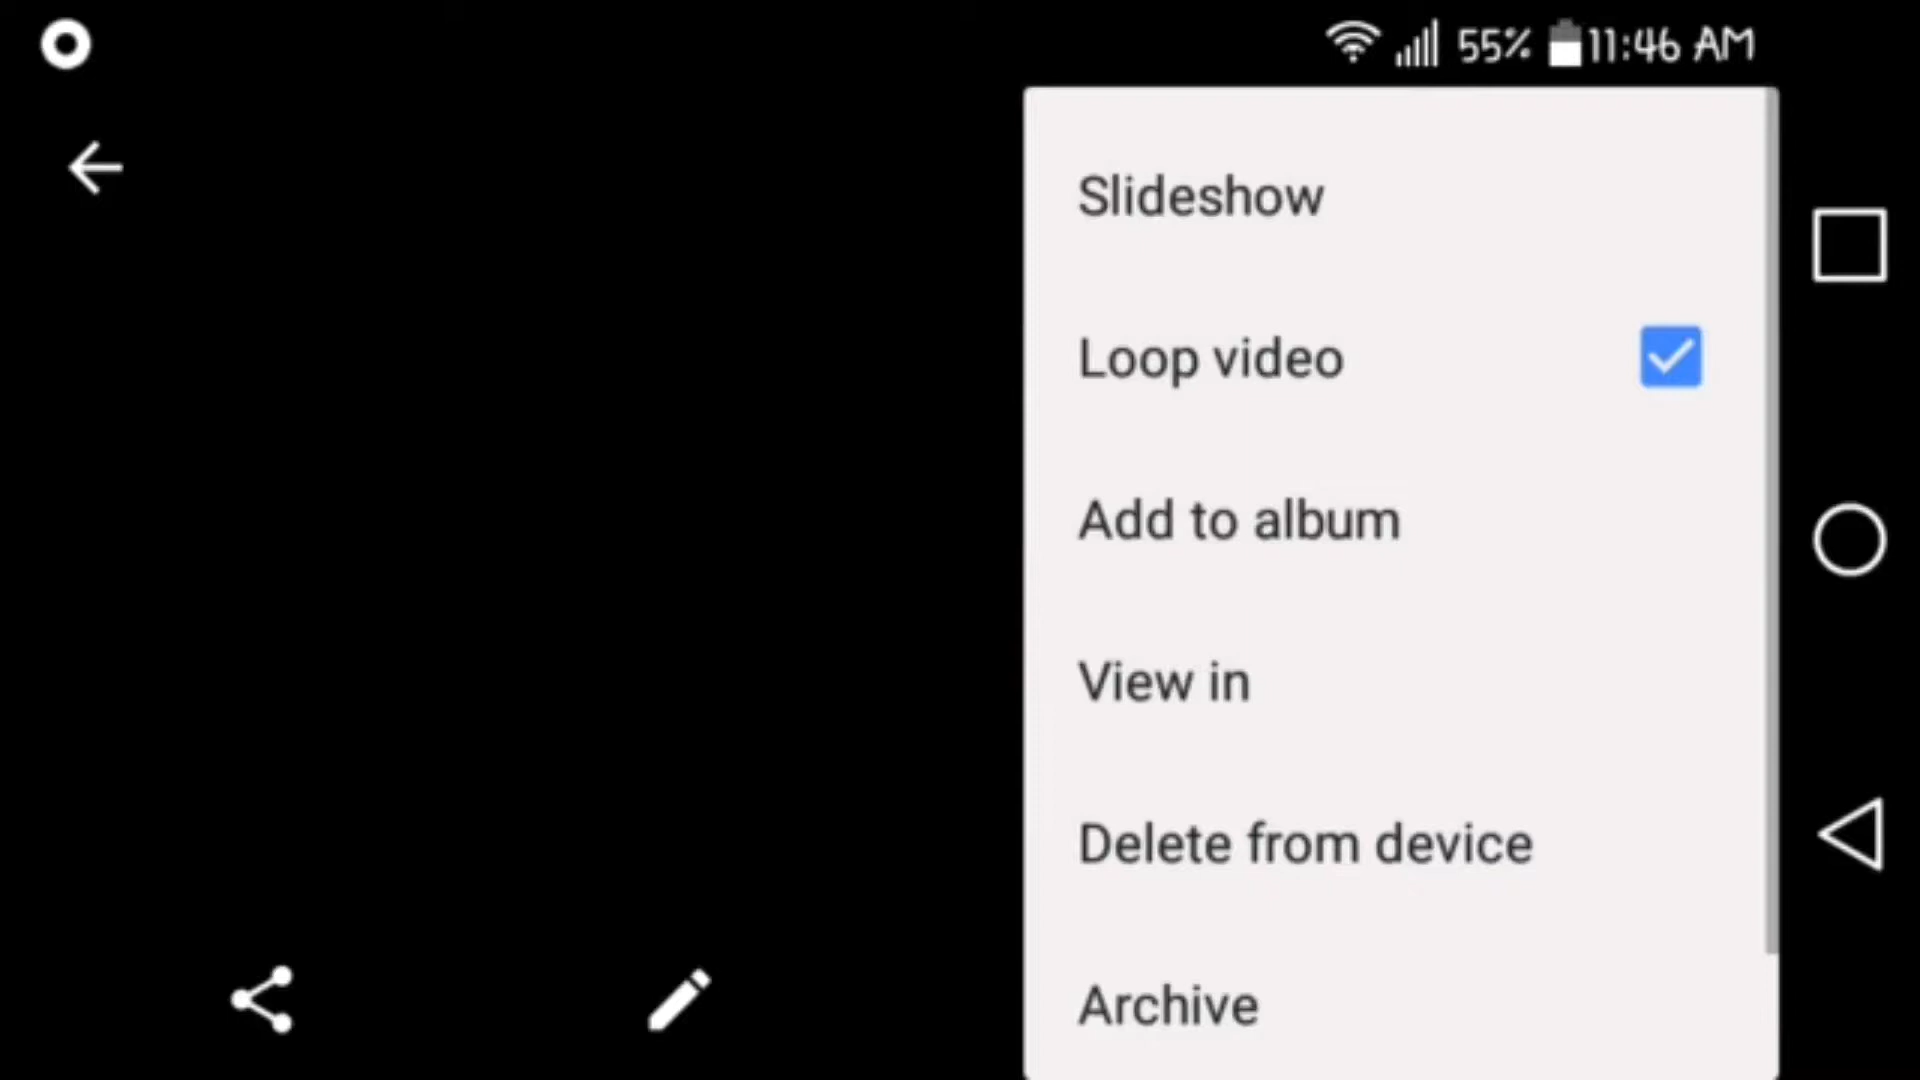 55% 11:46 AM
Slideshow
Loop video
Add to album
View in
Delete from device
Archive